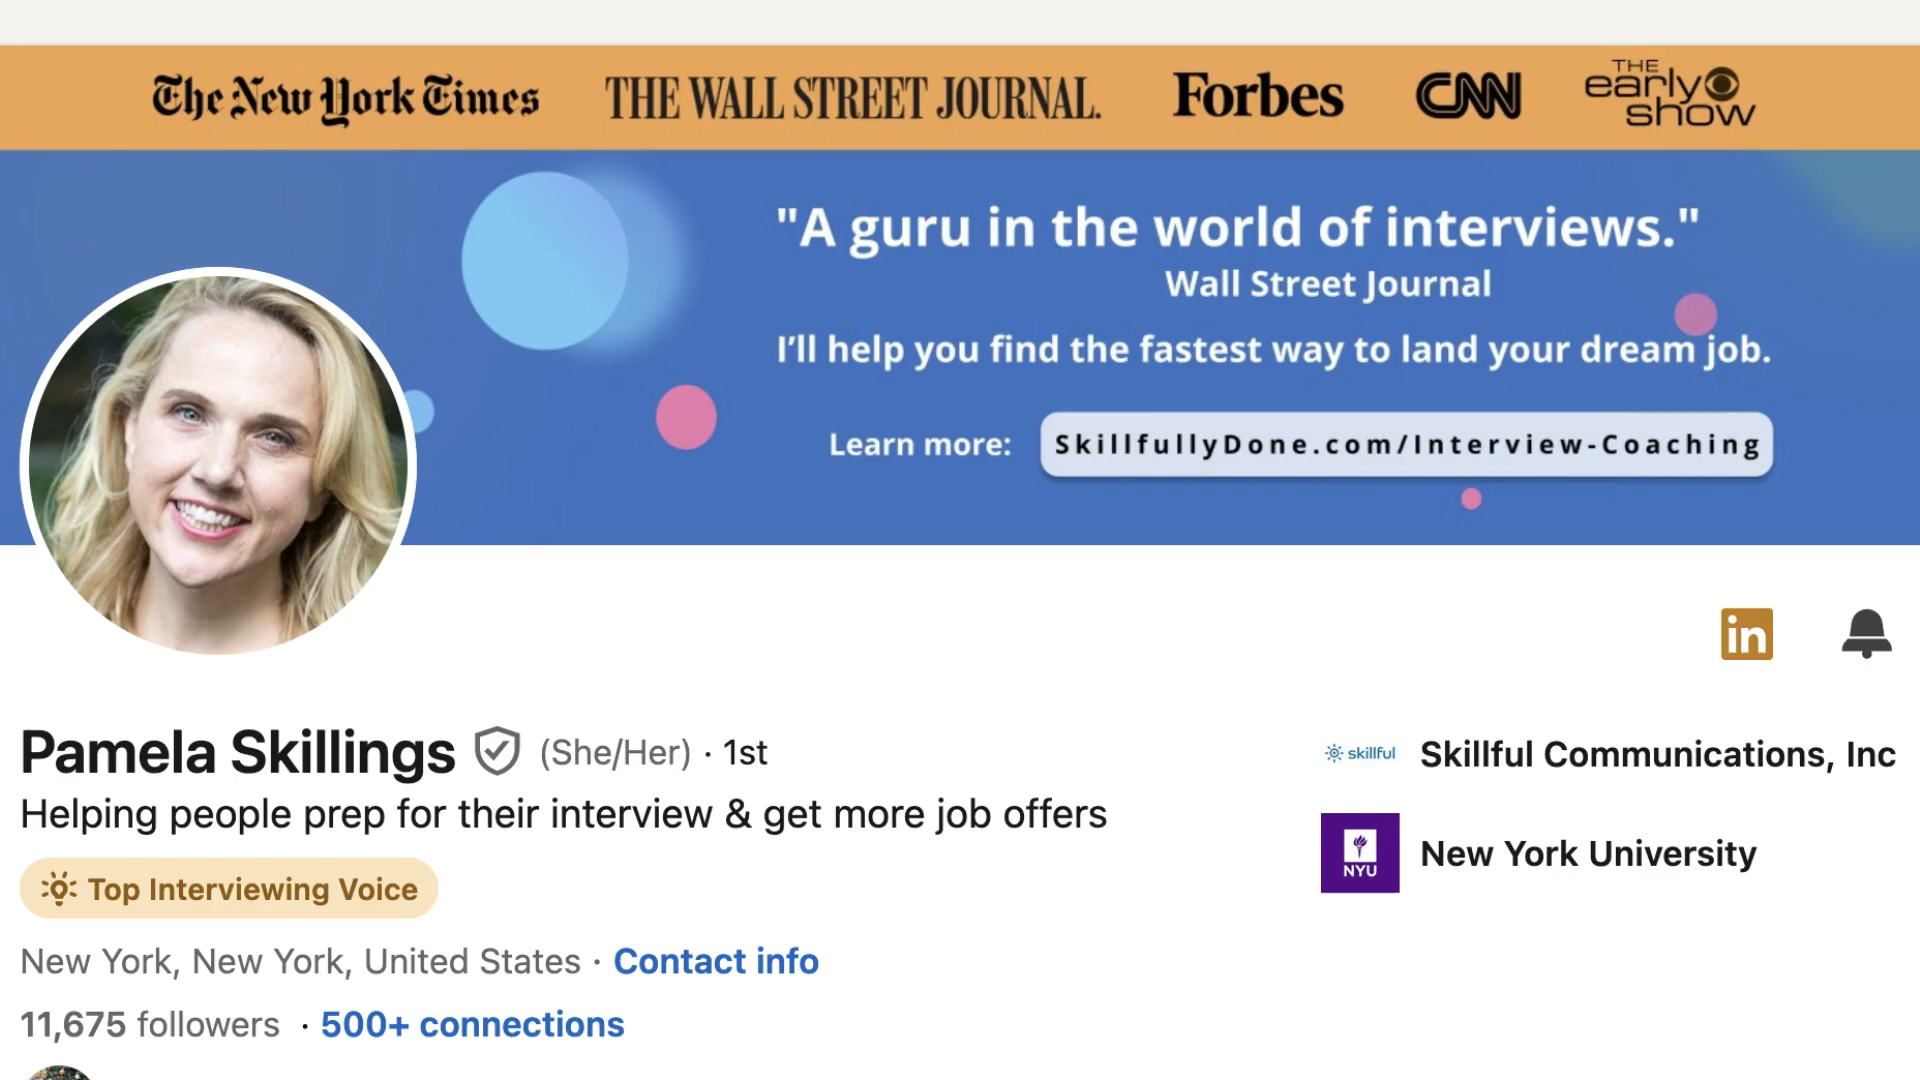 The New York Times THE WALL STREET JOURNAL. Forbes CNN THE early show
"A guru in the world of interviews."
Wall Street Journal
I'll help you find the fastest way to land your dream job.
Learn more: SkillfullyDone.com/Interview-Coaching
in
Pamela Skillings (She/Her) · 1st
skillful Skillful Communications, Inc
Helping people prep for their interview & get more job offers
NYU New York University
Top Interviewing Voice
New York, New York, United States · Contact info
11,675 followers · 500+ connections